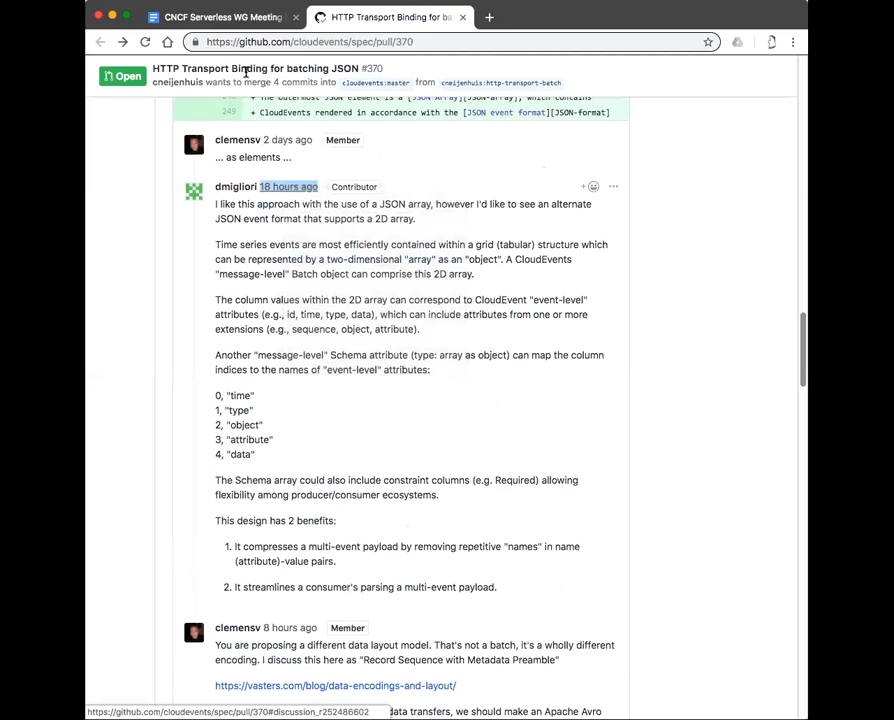 CNCF Serverless WG Meeting
HTTP Transport Binding for ba
https://github.com/cloudevents/spec/pull/370
Open
HTTP Transport Binding for batching JSON #370
cneijenhuis wants to merge 4 commits into cloudevents:master from cneijenhuis:http-transport-batch
+ The outermost JSON element is a [JSON Array][JSON-array], which contains
249 + CloudEvents rendered in accordance with the [JSON event format][JSON-format]
clemensv 2 days ago Member
... as elements ...
dmigliori 18 hours ago Contributor
I like this approach with the use of a JSON array, however I'd like to see an alternate
JSON event format that supports a 2D array.
Time series events are most efficiently contained within a grid (tabular) structure which
can be represented by a two-dimensional "array" as an "object". A CloudEvents
"message-level" Batch object can comprise this 2D array.
The column values within the 2D array can correspond to CloudEvent "event-level"
attributes (e.g., id, time, type, data), which can include attributes from one or more
extensions (e.g., sequence, object, attribute).
Another "message-level" Schema attribute (type: array as object) can map the column
indices to the names of "event-level" attributes:
0, "time"
1, "type"
2, "object"
3, "attribute"
4, "data"
The Schema array could also include constraint columns (e.g. Required) allowing
flexibility among producer/consumer ecosystems.
This design has 2 benefits:
1. It compresses a multi-event payload by removing repetitive "names" in name
(attribute)-value pairs.
2. It streamlines a consumer's parsing a multi-event payload.
clemensv 8 hours ago Member
You are proposing a different data layout model. That's not a batch, it's a wholly different
encoding. I discuss this here as "Record Sequence with Metadata Preamble"
https://vasters.com/blog/data-encodings-and-layout/
https://github.com/cloudevents/spec/pull/370#discussion_r252486602
data transfers, we should make an Apache Avro